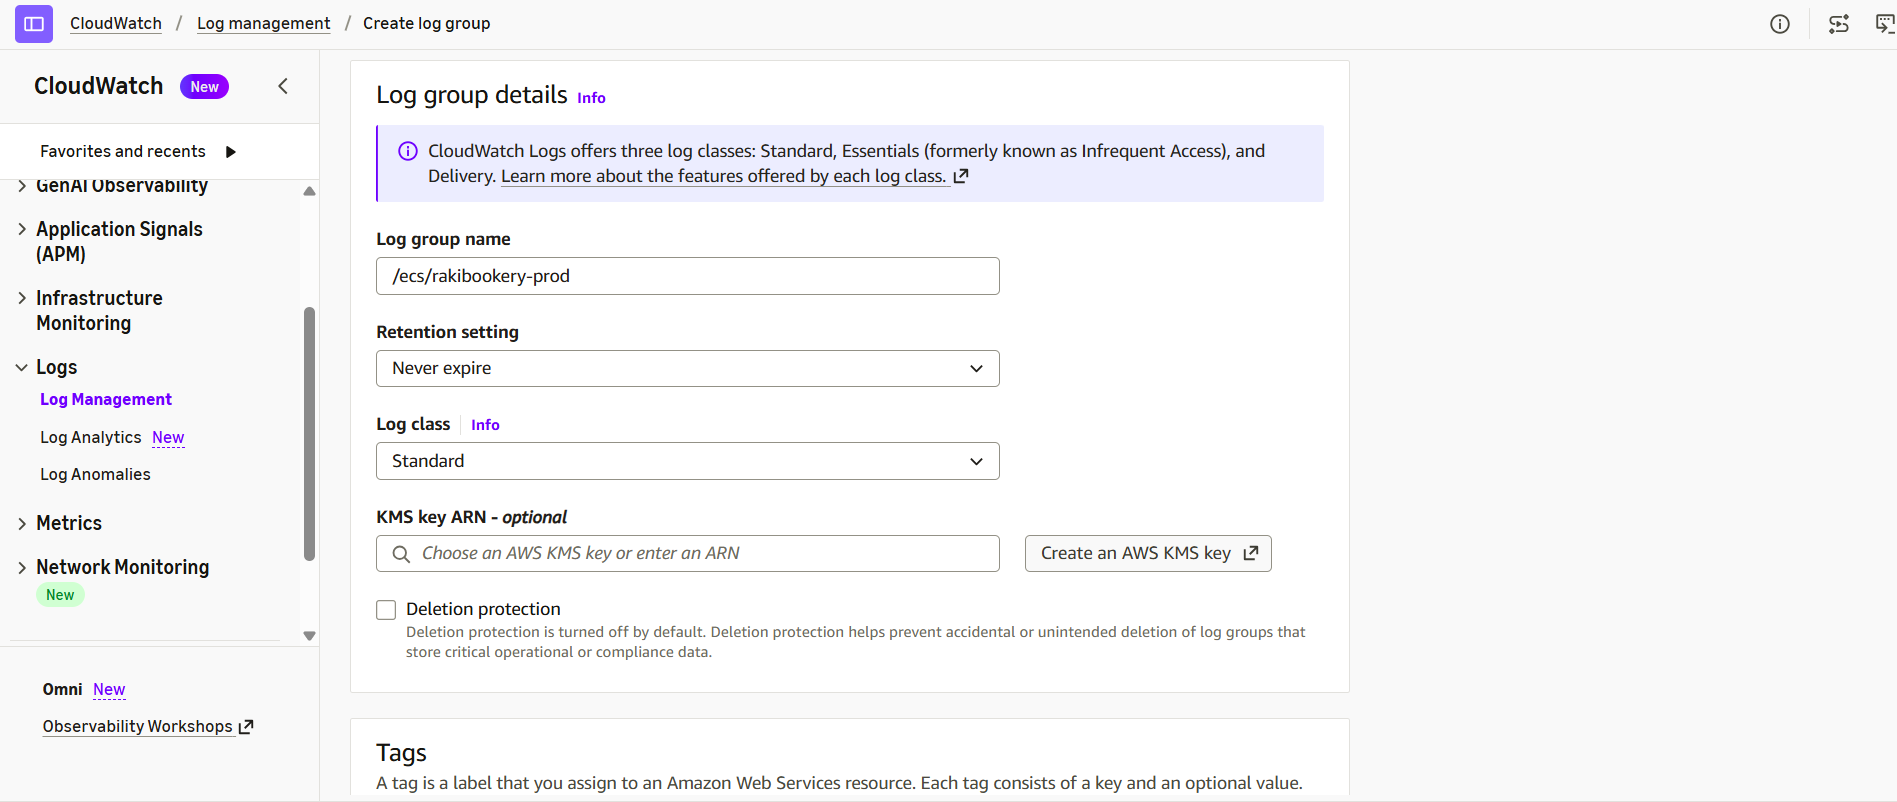 CloudWatch / Log management / Create log group
CloudWatch New
Favorites and recents
GenAI Observability
Application Signals
(APM)
Infrastructure
Monitoring
Logs
Log Management
Log Analytics New
Log Anomalies
Metrics
Network Monitoring
New
Omni New
Observability Workshops
Log group details Info
CloudWatch Logs offers three log classes: Standard, Essentials (formerly known as Infrequent Access), and
Delivery. Learn more about the features offered by each log class.
Log group name
/ecs/rakibookery-prod
Retention setting
Never expire
Log class Info
Standard
KMS key ARN - optional
Choose an AWS KMS key or enter an ARN
Create an AWS KMS key
Deletion protection
Deletion protection is turned off by default. Deletion protection helps prevent accidental or unintended deletion of log groups that
store critical operational or compliance data.
Tags
A tag is a label that you assign to an Amazon Web Services resource. Each tag consists of a key and an optional value.